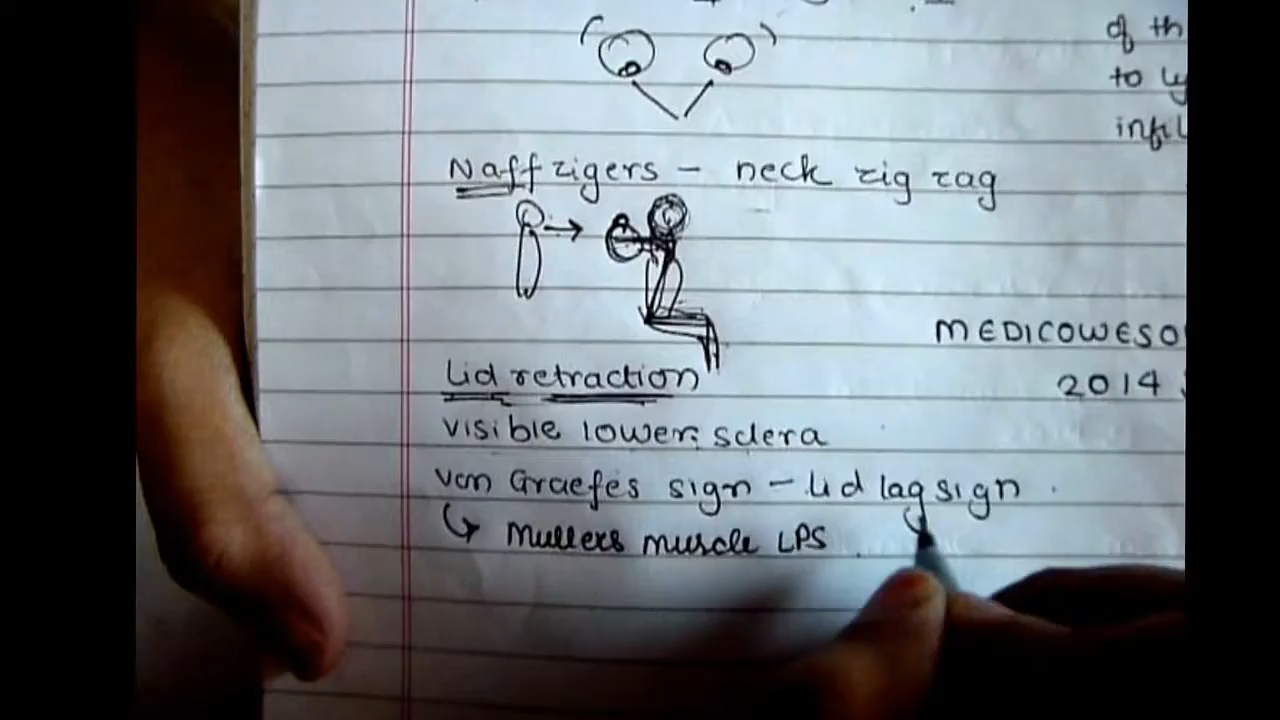 of th
to ly
infil
Naffzigers - neck zig zag
MEDICOWESO
2014
Lid retraction
visible lower sclera
von Graefes sign - Lid lag sign
Mullers muscle LPS